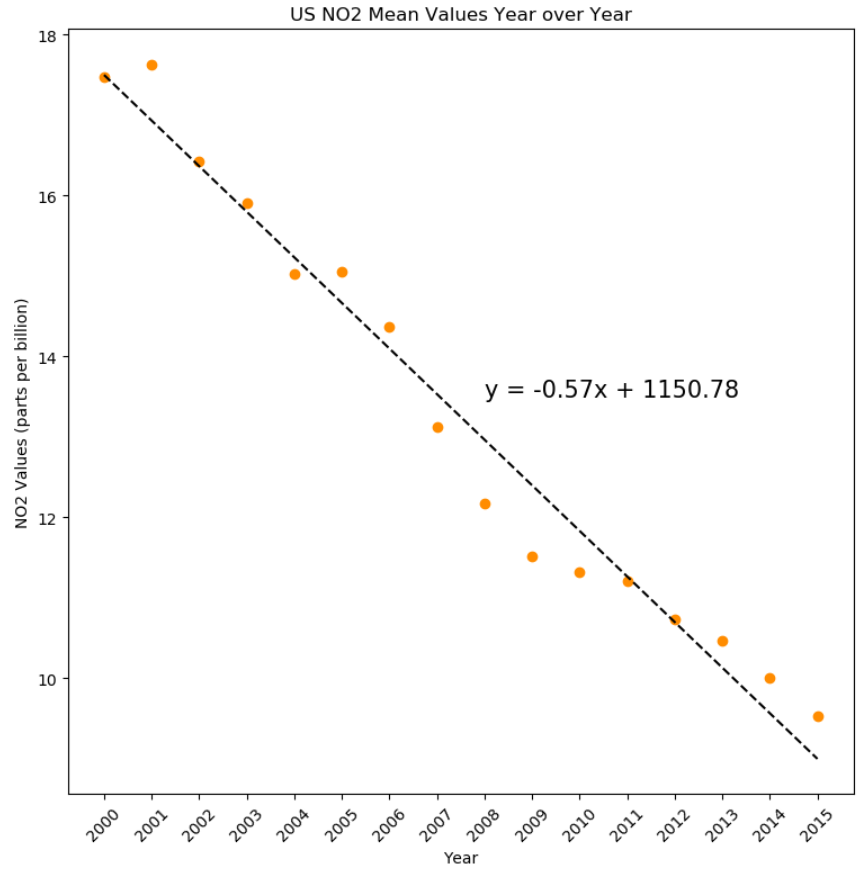 US NO2 Mean Values Year over Year
18
16
14
12
10
NO2 Values (parts per billion)
y = -0.57x + 1150.78
2000 2001 2002 2003 2004 2005 2006 2007 2008 2009 2010 2011 2012 2013 2014 2015
Year